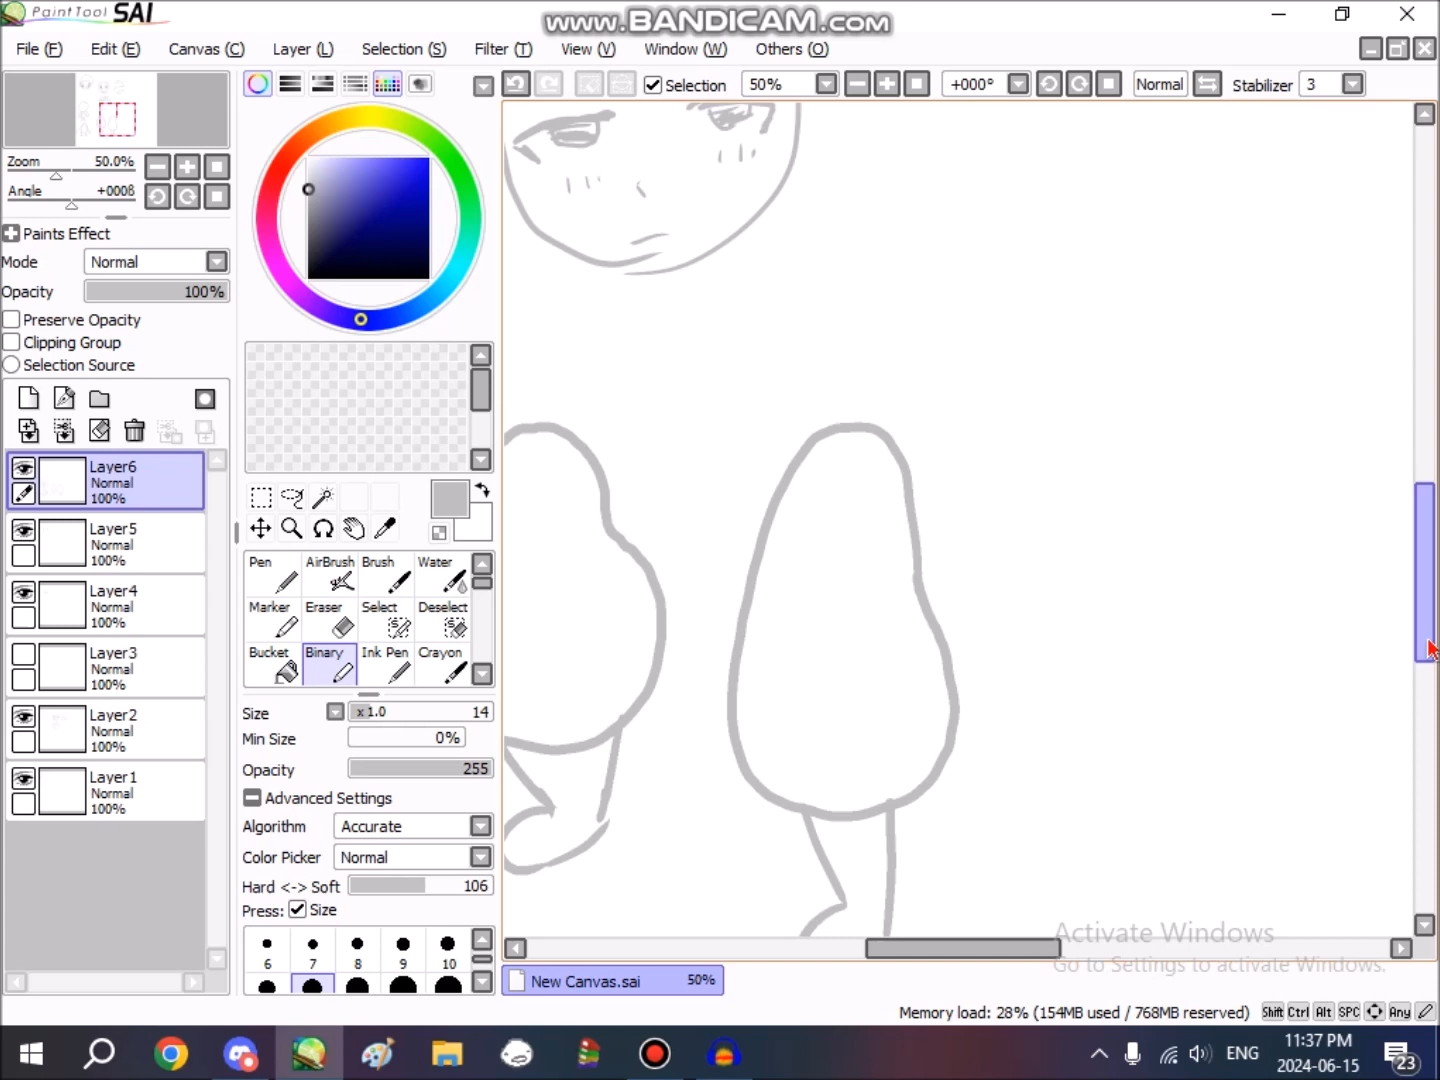 PaintTool SAI
www.BANDICAM.com
File (F) Edit (E) Canvas (C) Layer (L) Selection (S) Filter (T) View (V) Window (W) Others (O)
Selection 50% +000° Normal Stabilizer 3
Zoom 50.0%
Angle +000ß
Paints Effect
Mode Normal
Opacity 100%
Preserve Opacity
Clipping Group
Selection Source
Layer6
Normal
100%
Layer5
Normal
100%
Layer4
Normal
100%
Layer3
Normal
100%
Layer2
Normal
100%
Layer1
Normal
100%
Pen AirBrush Brush Water
Marker Eraser Select Deselect
Bucket Binary Ink Pen Crayon
Size x1.0 14
Min Size 0%
Opacity 255
Advanced Settings
Algorithm Accurate
Color Picker Normal
Hard <-> Soft 106
Press: Size
6 7 8 9 10
Activate Windows
Go to Settings to activate Windows.
New Canvas.sai 50%
Memory load: 28% (154MB used / 768MB reserved) Shift Ctrl Alt SPC Any
ENG 11:37 PM
2024-06-15
23